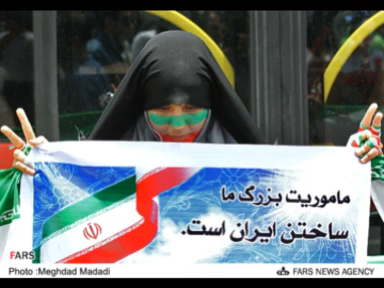 ماموریت بزرگ ما
ساختن ایران است.
FARS
Photo :Meghdad Madadi
FARS NEWS AGENCY